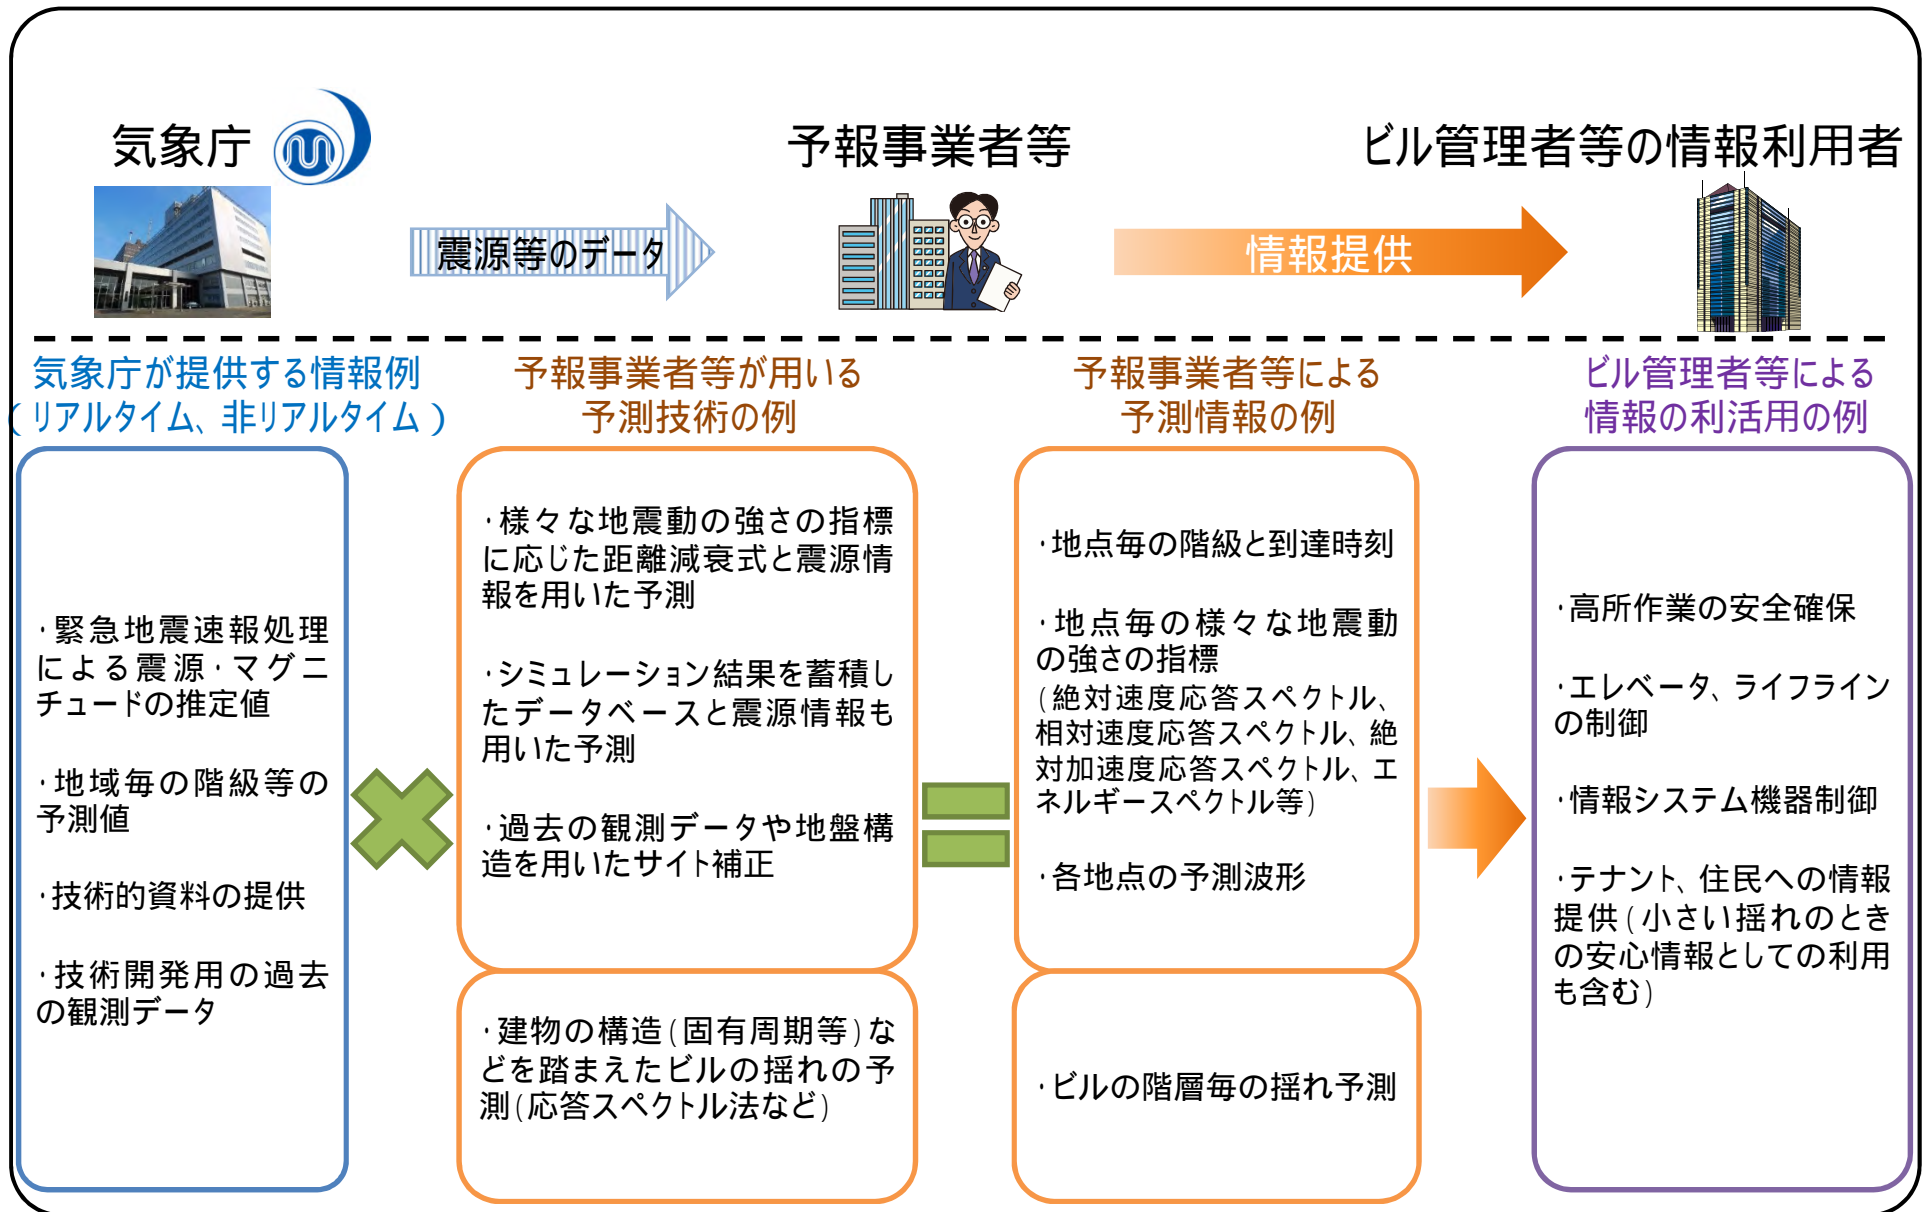 気象庁
予報事業者等
ビル管理者等の情報利用者
震源等のデータ
情報提供
気象庁が提供する情報例
(リアルタイム、非リアルタイム)
・緊急地震速報処理
による震源・マグニ
チュードの推定値
・地域毎の階級等の
予測値
・技術的資料の提供
・技術開発用の過去
の観測データ
予報事業者等が用いる
予測技術の例
・様々な地震動の強さの指標
に応じた距離減衰式と震源情
報を用いた予測
・シミュレーション結果を蓄積し
たデータベースと震源情報も
用いた予測
・過去の観測データや地盤構
造を用いたサイト補正
・建物の構造(固有周期等)な
どを踏まえたビルの揺れの予
測(応答スペクトル法など)
予報事業者等による
予測情報の例
・地点毎の階級と到達時刻
・地点毎の様々な地震動
の強さの指標
(絶対速度応答スペクトル、
相対速度応答スペクトル、絶
対加速度応答スペクトル、エ
ネルギースペクトル等)
・各地点の予測波形
・ビルの階層毎の揺れ予測
ビル管理者等による
情報の利活用の例
・高所作業の安全確保
・エレベータ、ライフライン
の制御
・情報システム機器制御
・テナント、住民への情報
提供(小さい揺れのとき
の安心情報としての利用
も含む)